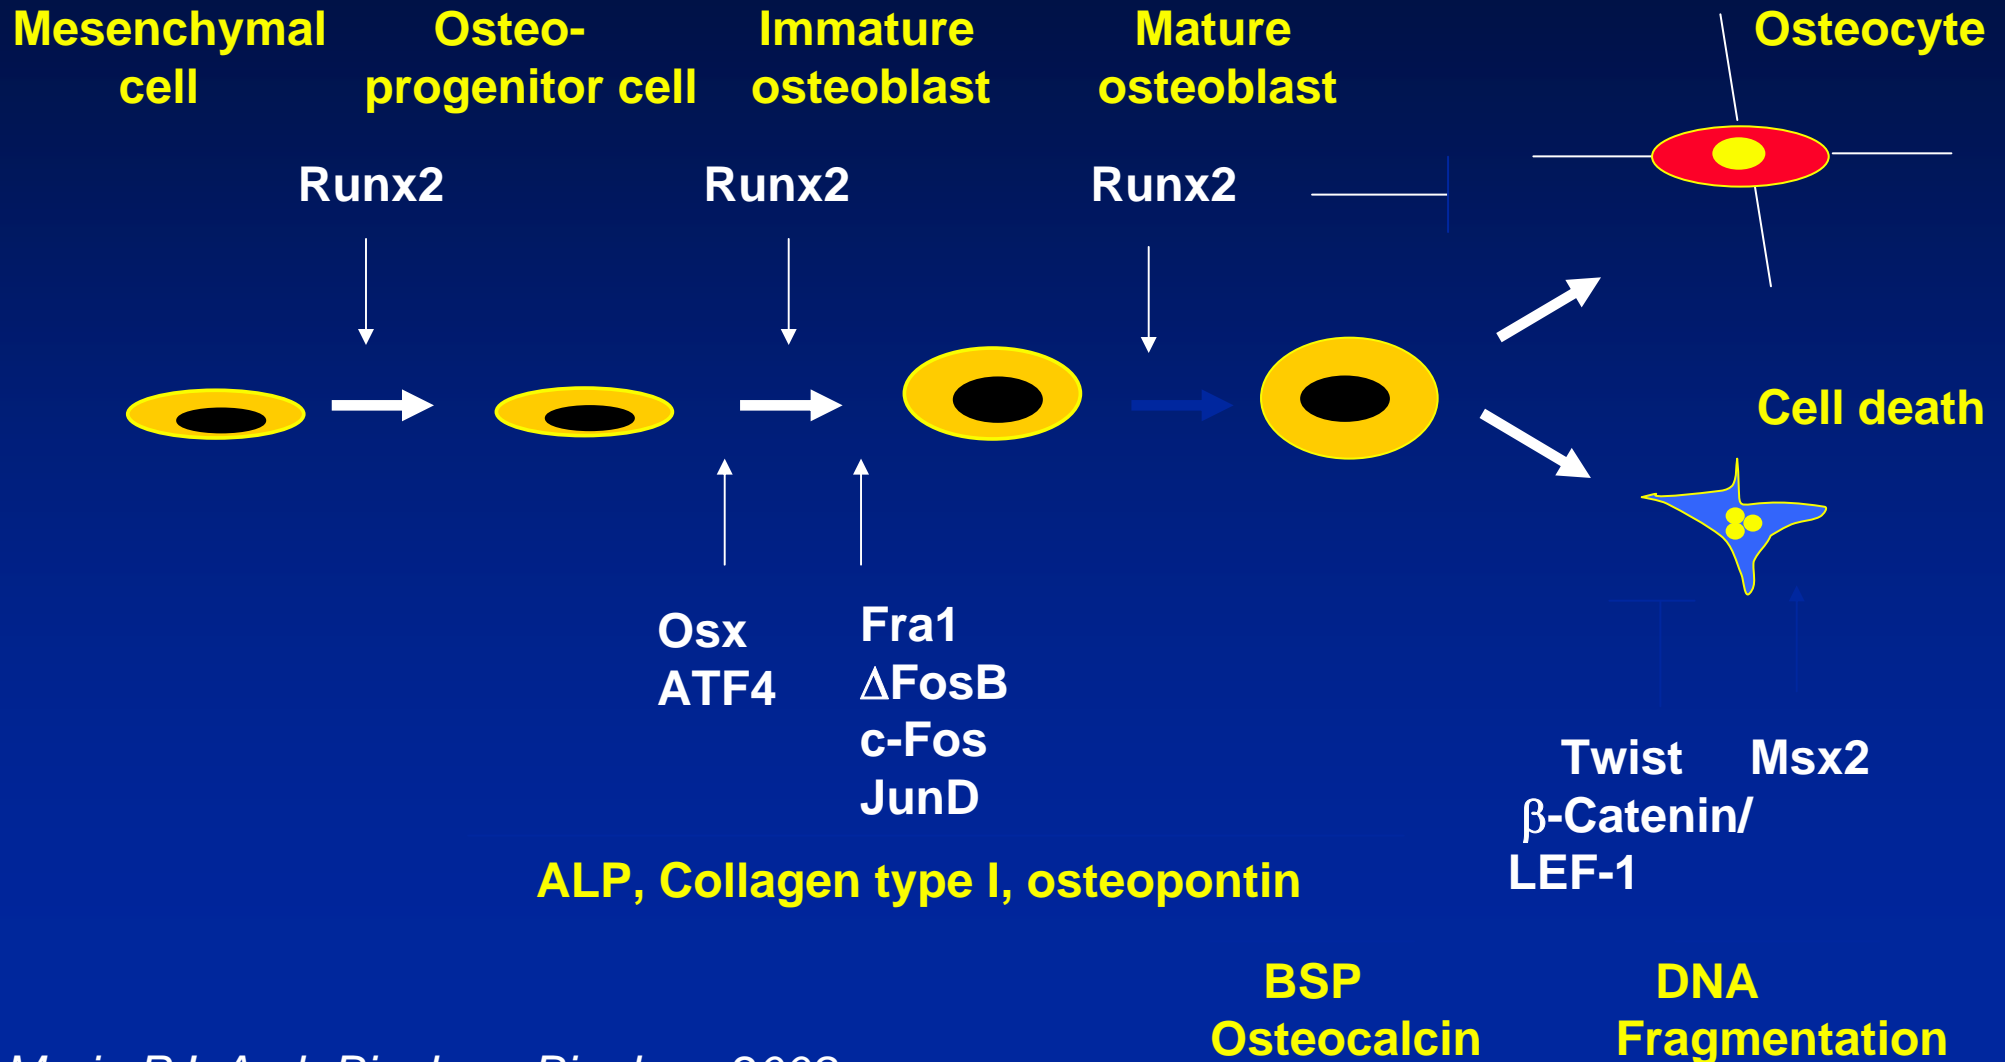 Mesenchymal
cell
Osteo-
progenitor cell
Immature
osteoblast
Mature
osteoblast
Osteocyte
Runx2
Runx2
Runx2
Cell death
Osx
ATF4
Fra1
ΔFosB
c-Fos
JunD
Twist
Msx2
β-Catenin/
LEF-1
ALP, Collagen type I, osteopontin
BSP
Osteocalcin
DNA
Fragmentation